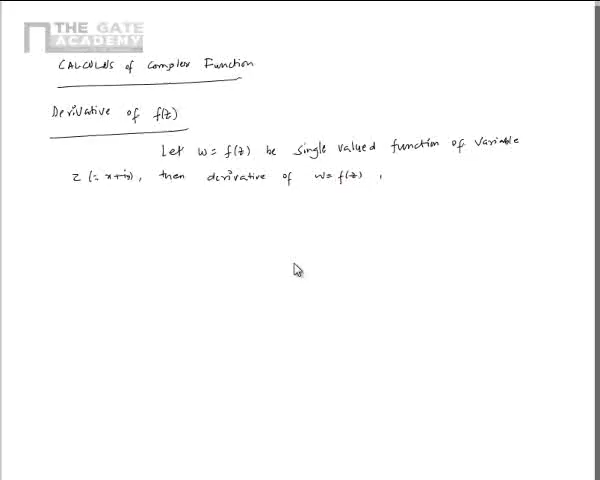 THE GATE
ACADEMY
CALCULUS of Complex Function
Derivative of f(z)
Let w = f(z) be single valued function of variable
z (= x+iy), then derivative of w = f(z) ,